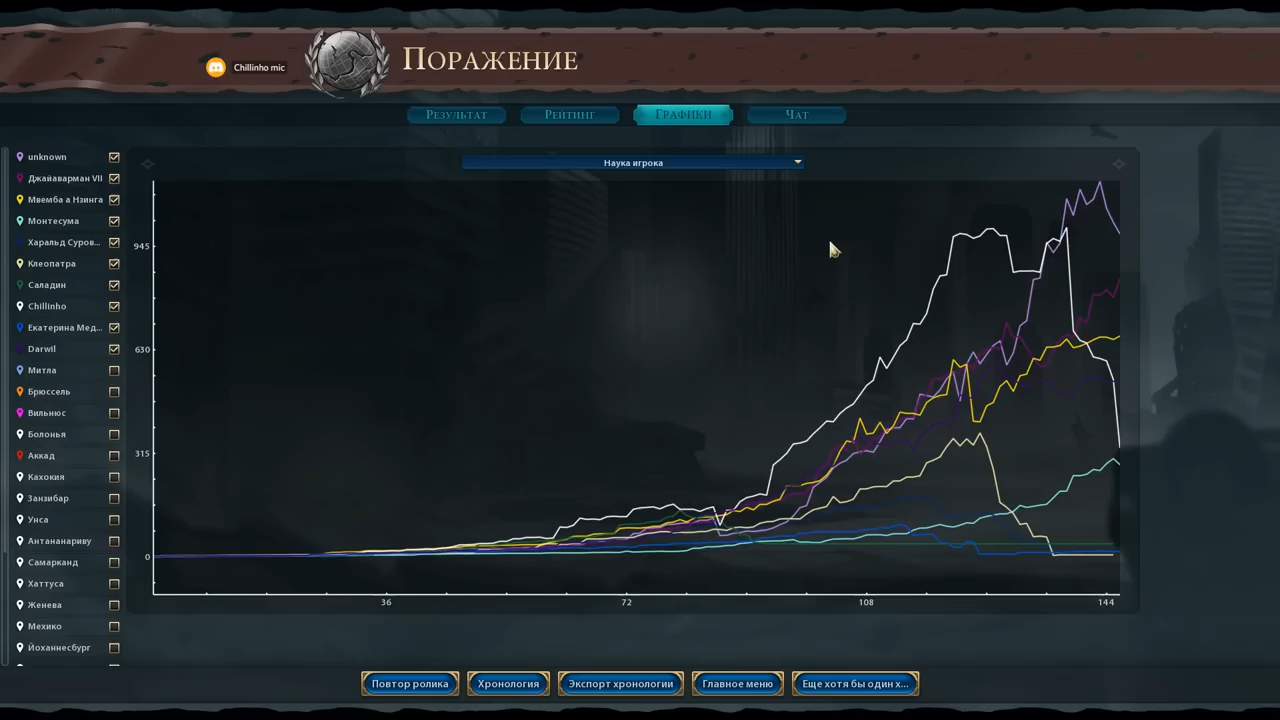 Chillinho mic
Поражение
Результат
Рейтинг
Графики
Чат
Наука игрока
unknown
Джайаварман VII
Мвемба а Нзинга
Монтесума
Харальд Суров...
Клеопатра
Саладин
Chillinho
Екатерина Мед...
Darwil
Митла
Брюссель
Вильнюс
Болонья
Аккад
Кахокия
Занзибар
Унса
Антананариву
Самарканд
Хаттуса
Женева
Мехико
Йоханнесбург
945
630
315
0
36
72
108
144
Повтор ролика
Хронология
Экспорт хронологии
Главное меню
Еще хотя бы один х...